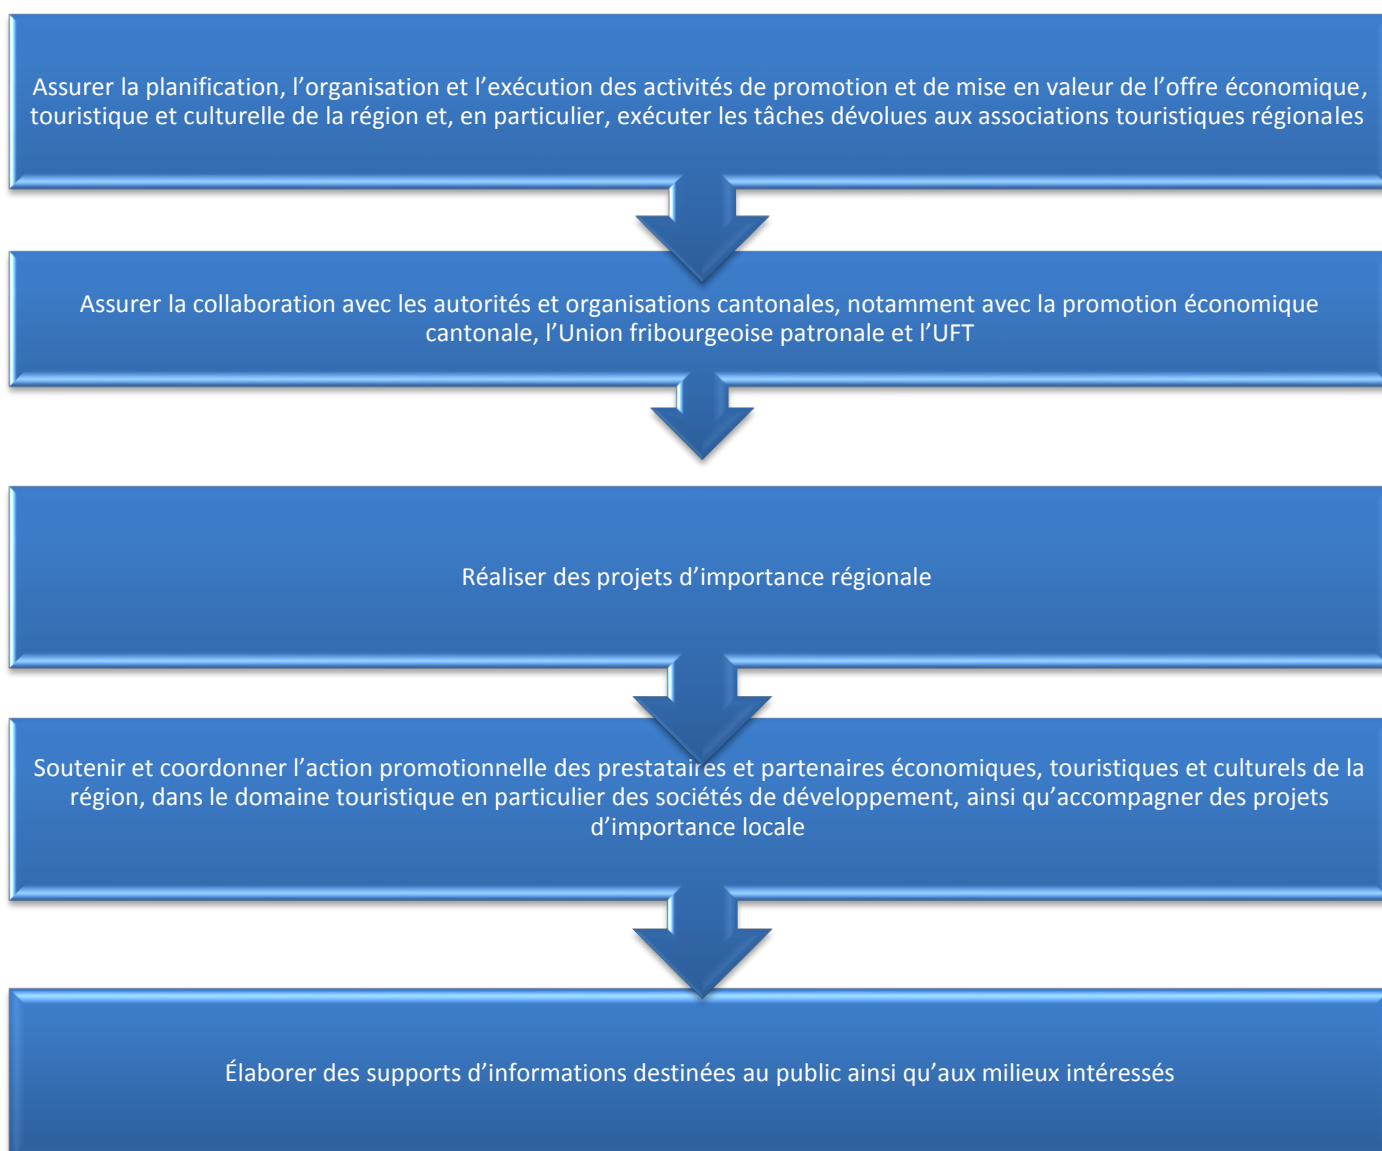 Assurer la planification, l’organisation et l’exécution des activités de promotion et de mise en valeur de l’offre économique,
touristique et culturelle de la région et, en particulier, exécuter les tâches dévolues aux associations touristiques régionales
Assurer la collaboration avec les autorités et organisations cantonales, notamment avec la promotion économique
cantonale, l’Union fribourgeoise patronale et l’UFT
Réaliser des projets d’importance régionale
Soutenir et coordonner l’action promotionnelle des prestataires et partenaires économiques, touristiques et culturels de la
région, dans le domaine touristique en particulier des sociétés de développement, ainsi qu’accompagner des projets
d’importance locale
Élaborer des supports d’informations destinées au public ainsi qu’aux milieux intéressés